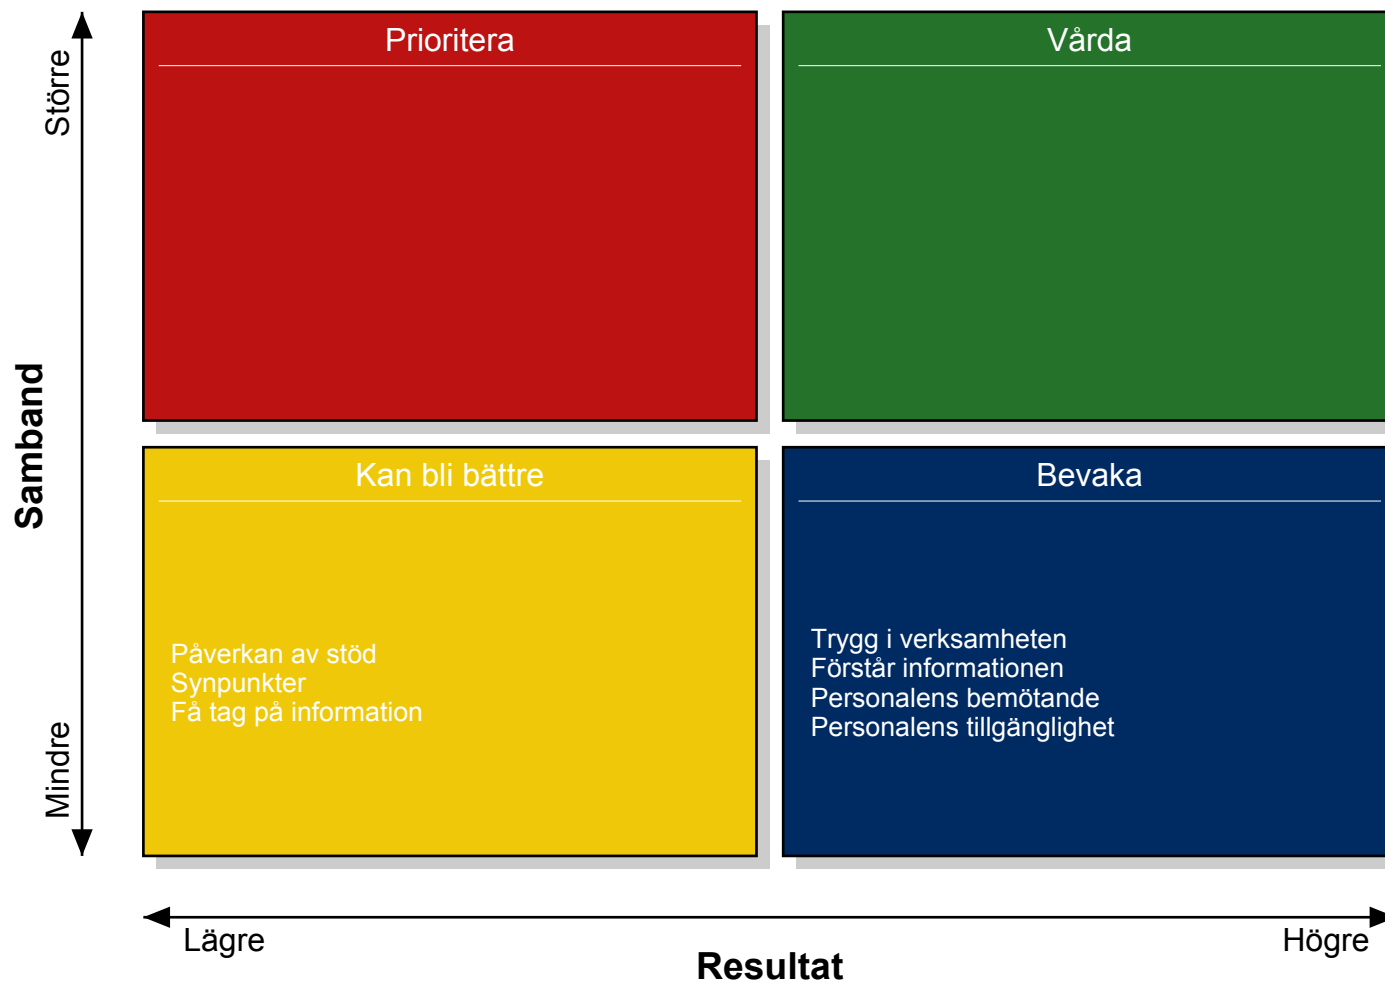 Prioritera
Vårda
Större
Samband
Mindre
Kan bli bättre
Påverkan av stöd
Synpunkter
Få tag på information
Bevaka
Trygg i verksamheten
Förstår informationen
Personalens bemötande
Personalens tillgänglighet
Lägre
Högre
Resultat